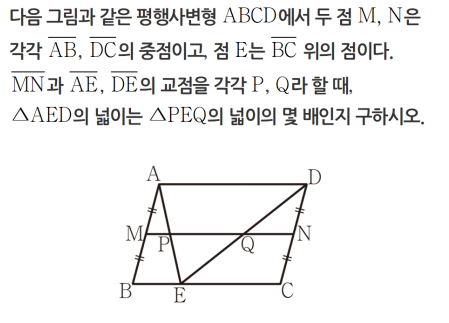 다음 그림과 같은 평행사변형 ABCD에서 두 점 M, N은
각각 AB, DC의 중점이고, 점 E는 BC 위의 점이다.
MN과 AE, DE의 교점을 각각 P, Q라 할 때,
△AED의 넓이는 △PEQ의 넓이의 몇 배인지 구하시오.
A
D
M
P
Q
N
B
E
C